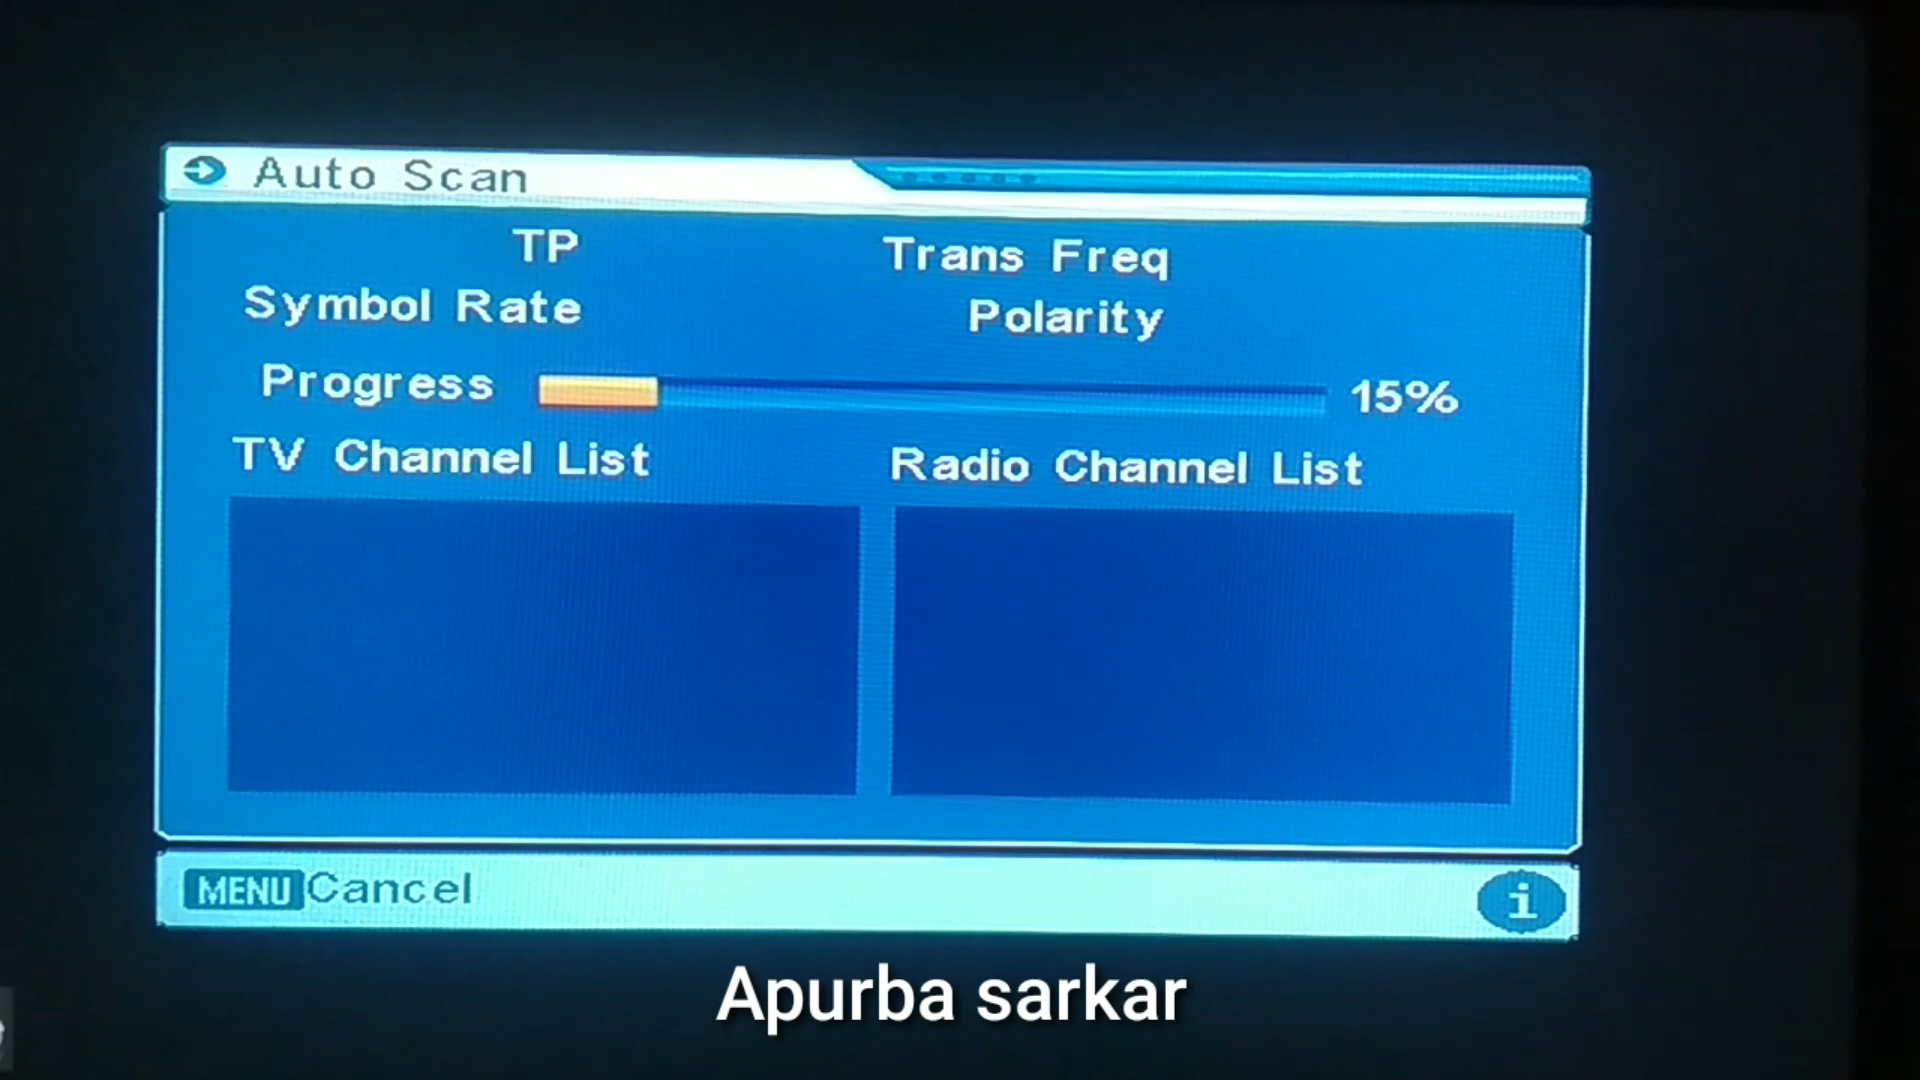 Auto Scan
TP Trans Freq
Symbol Rate Polarity
Progress 15%
TV Channel List Radio Channel List
MENU Cancel i
Apurba sarkar